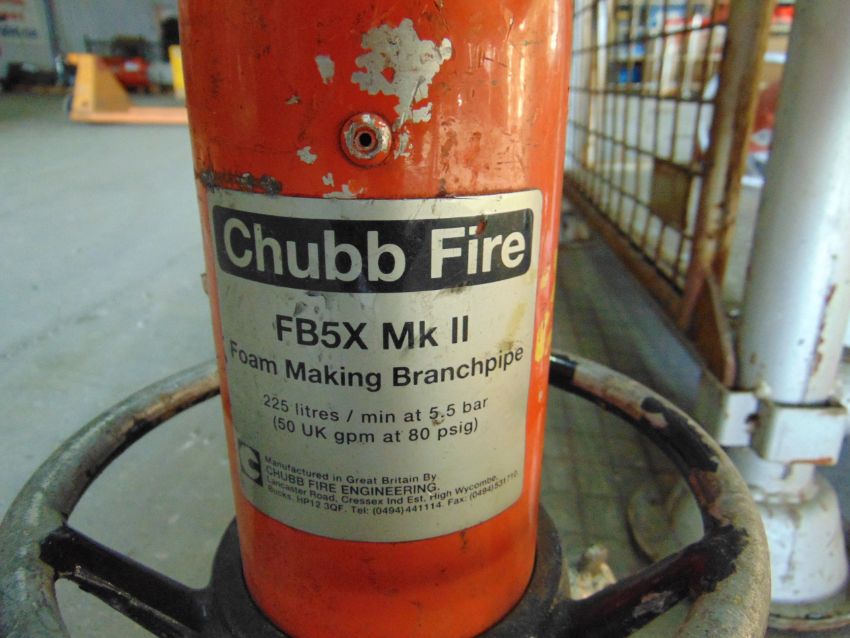 Chubb Fire
FB5X Mk II
Foam Making Branchpipe
225 litres / min at 5.5 bar
(50 UK gpm at 80 psig)
Manufactured in Great Britain By
CHUBB FIRE ENGINEERING.
Lancaster Road, Cressex Ind Est, High Wycombe,
Bucks. HP12 3QF. Tel: (0494) 441114. Fax: (0494) 531710.